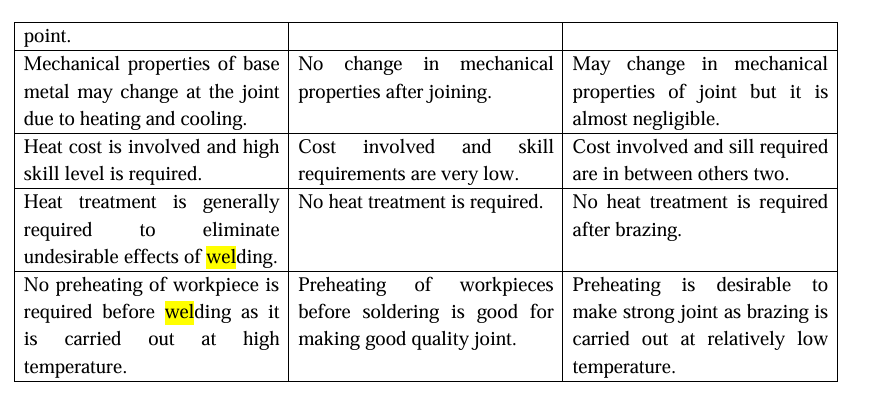 point.
Mechanical properties of base
metal may change at the joint
due to heating and cooling.
No change in mechanical
properties after joining.
May change in mechanical
properties of joint but it is
almost negligible.
Heat cost is involved and high
skill level is required.
Cost involved and skill
requirements are very low.
Cost involved and sill required
are in between others two.
Heat treatment is generally
required to eliminate
undesirable effects of welding.
No heat treatment is required.
No heat treatment is required
after brazing.
No preheating of workpiece is
required before welding as it
is carried out at high
temperature.
Preheating of workpieces
before soldering is good for
making good quality joint.
Preheating is desirable to
make strong joint as brazing is
carried out at relatively low
temperature.